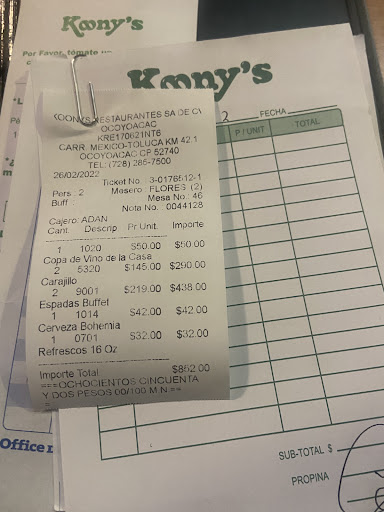 Koony's
Por Favor, tómate un
Koony's
KOONYS RESTAURANTES SA DE CV
OCOYOACAC
KRE170621NT6
CARR. MEXICO-TOLUCA KM 42.1
OCOYOACAC CP 52740
TEL: (728) 285-7500
26/02/2022
Ticket No.: 3-0176512-1
Pers.: 2 Mesero: FLORES (2)
Buff.: Mesa No.: 46
Nota No.: 0044128
Cajero: ADAN
Cant. Descrip Pr.Unit. Importe
1 1020 $50.00 $50.00
Copa de Vino de la Casa
2 5320 $145.00 $290.00
Carajillo
2 9001 $219.00 $438.00
Espadas Buffet
1 1014 $42.00 $42.00
Cerveza Bohemia
1 0701 $32.00 $32.00
Refrescos 16 Oz
Importe Total $852.00
===OCHOCIENTOS CINCUENTA
Y DOS PESOS 00/100 M.N.==
=
2 FECHA
P / UNIT TOTAL
SUB-TOTAL $
PROPINA
Office